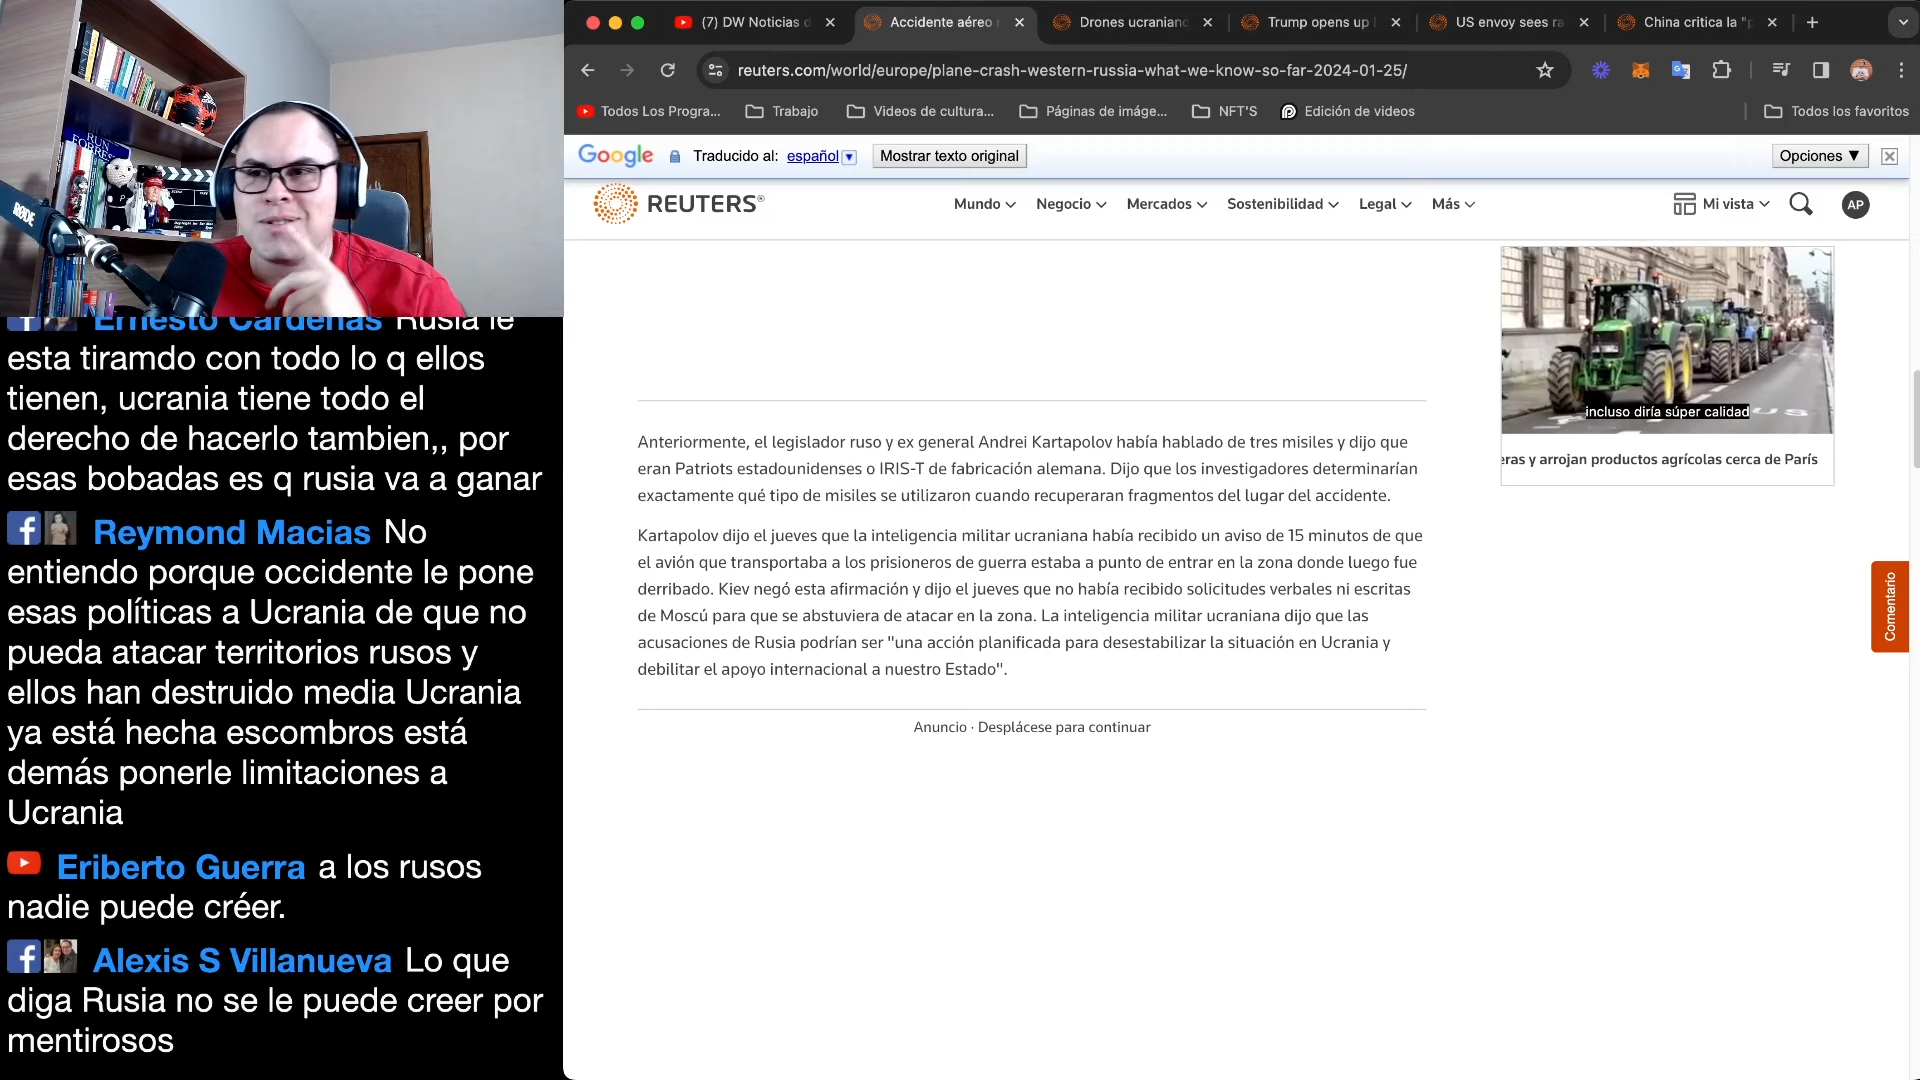 (7) DW Noticias d
Accidente aéreo r
Drones ucraniano
Trump opens up l
US envoy sees ra
China critica la "p
reuters.com/world/europe/plane-crash-western-russia-what-we-know-so-far-2024-01-25/
Todos Los Progra...
Trabajo
Videos de cultura...
Páginas de imáge...
NFT'S
Edición de videos
Todos los favoritos
Google
Traducido al: español
Mostrar texto original
Opciones ▼
REUTERS®
Mundo
Negocio
Mercados
Sostenibilidad
Legal
Más
Mi vista
AP
RUN
FORRES
RØDE
Ernesto Cardenas Rusia le
esta tiramdo con todo lo q ellos
tienen, ucrania tiene todo el
derecho de hacerlo tambien,, por
esas bobadas es q rusia va a ganar
Reymond Macias No
entiendo porque occidente le pone
esas políticas a Ucrania de que no
pueda atacar territorios rusos y
ellos han destruido media Ucrania
ya está hecha escombros está
demás ponerle limitaciones a
Ucrania
Eriberto Guerra a los rusos
nadie puede créer.
Alexis S Villanueva Lo que
diga Rusia no se le puede creer por
mentirosos
Anteriormente, el legislador ruso y ex general Andrei Kartapolov había hablado de tres misiles y dijo que
eran Patriots estadounidenses o IRIS-T de fabricación alemana. Dijo que los investigadores determinarían
exactamente qué tipo de misiles se utilizaron cuando recuperaran fragmentos del lugar del accidente.
Kartapolov dijo el jueves que la inteligencia militar ucraniana había recibido un aviso de 15 minutos de que
el avión que transportaba a los prisioneros de guerra estaba a punto de entrar en la zona donde luego fue
derribado. Kiev negó esta afirmación y dijo el jueves que no había recibido solicitudes verbales ni escritas
de Moscú para que se abstuviera de atacar en la zona. La inteligencia militar ucraniana dijo que las
acusaciones de Rusia podrían ser "una acción planificada para desestabilizar la situación en Ucrania y
debilitar el apoyo internacional a nuestro Estado".
Anuncio · Desplácese para continuar
incluso diría súper calidad
eras y arrojan productos agrícolas cerca de París
Comentario